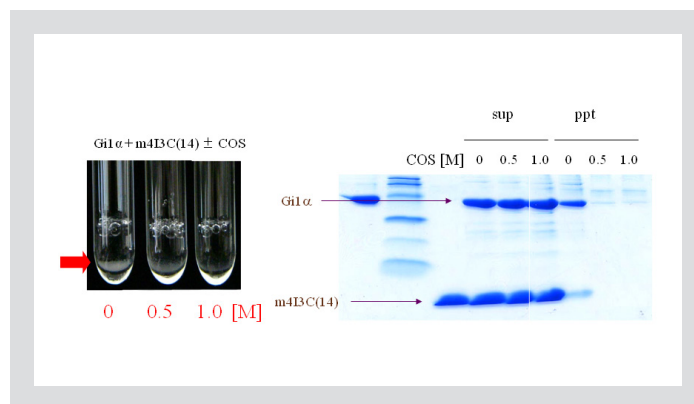 Gi1α+m4I3C(14) ± COS
0 0.5 1.0 [M]
sup ppt
COS [M] 0 0.5 1.0 0 0.5 1.0
Gi1α
m4I3C(14)